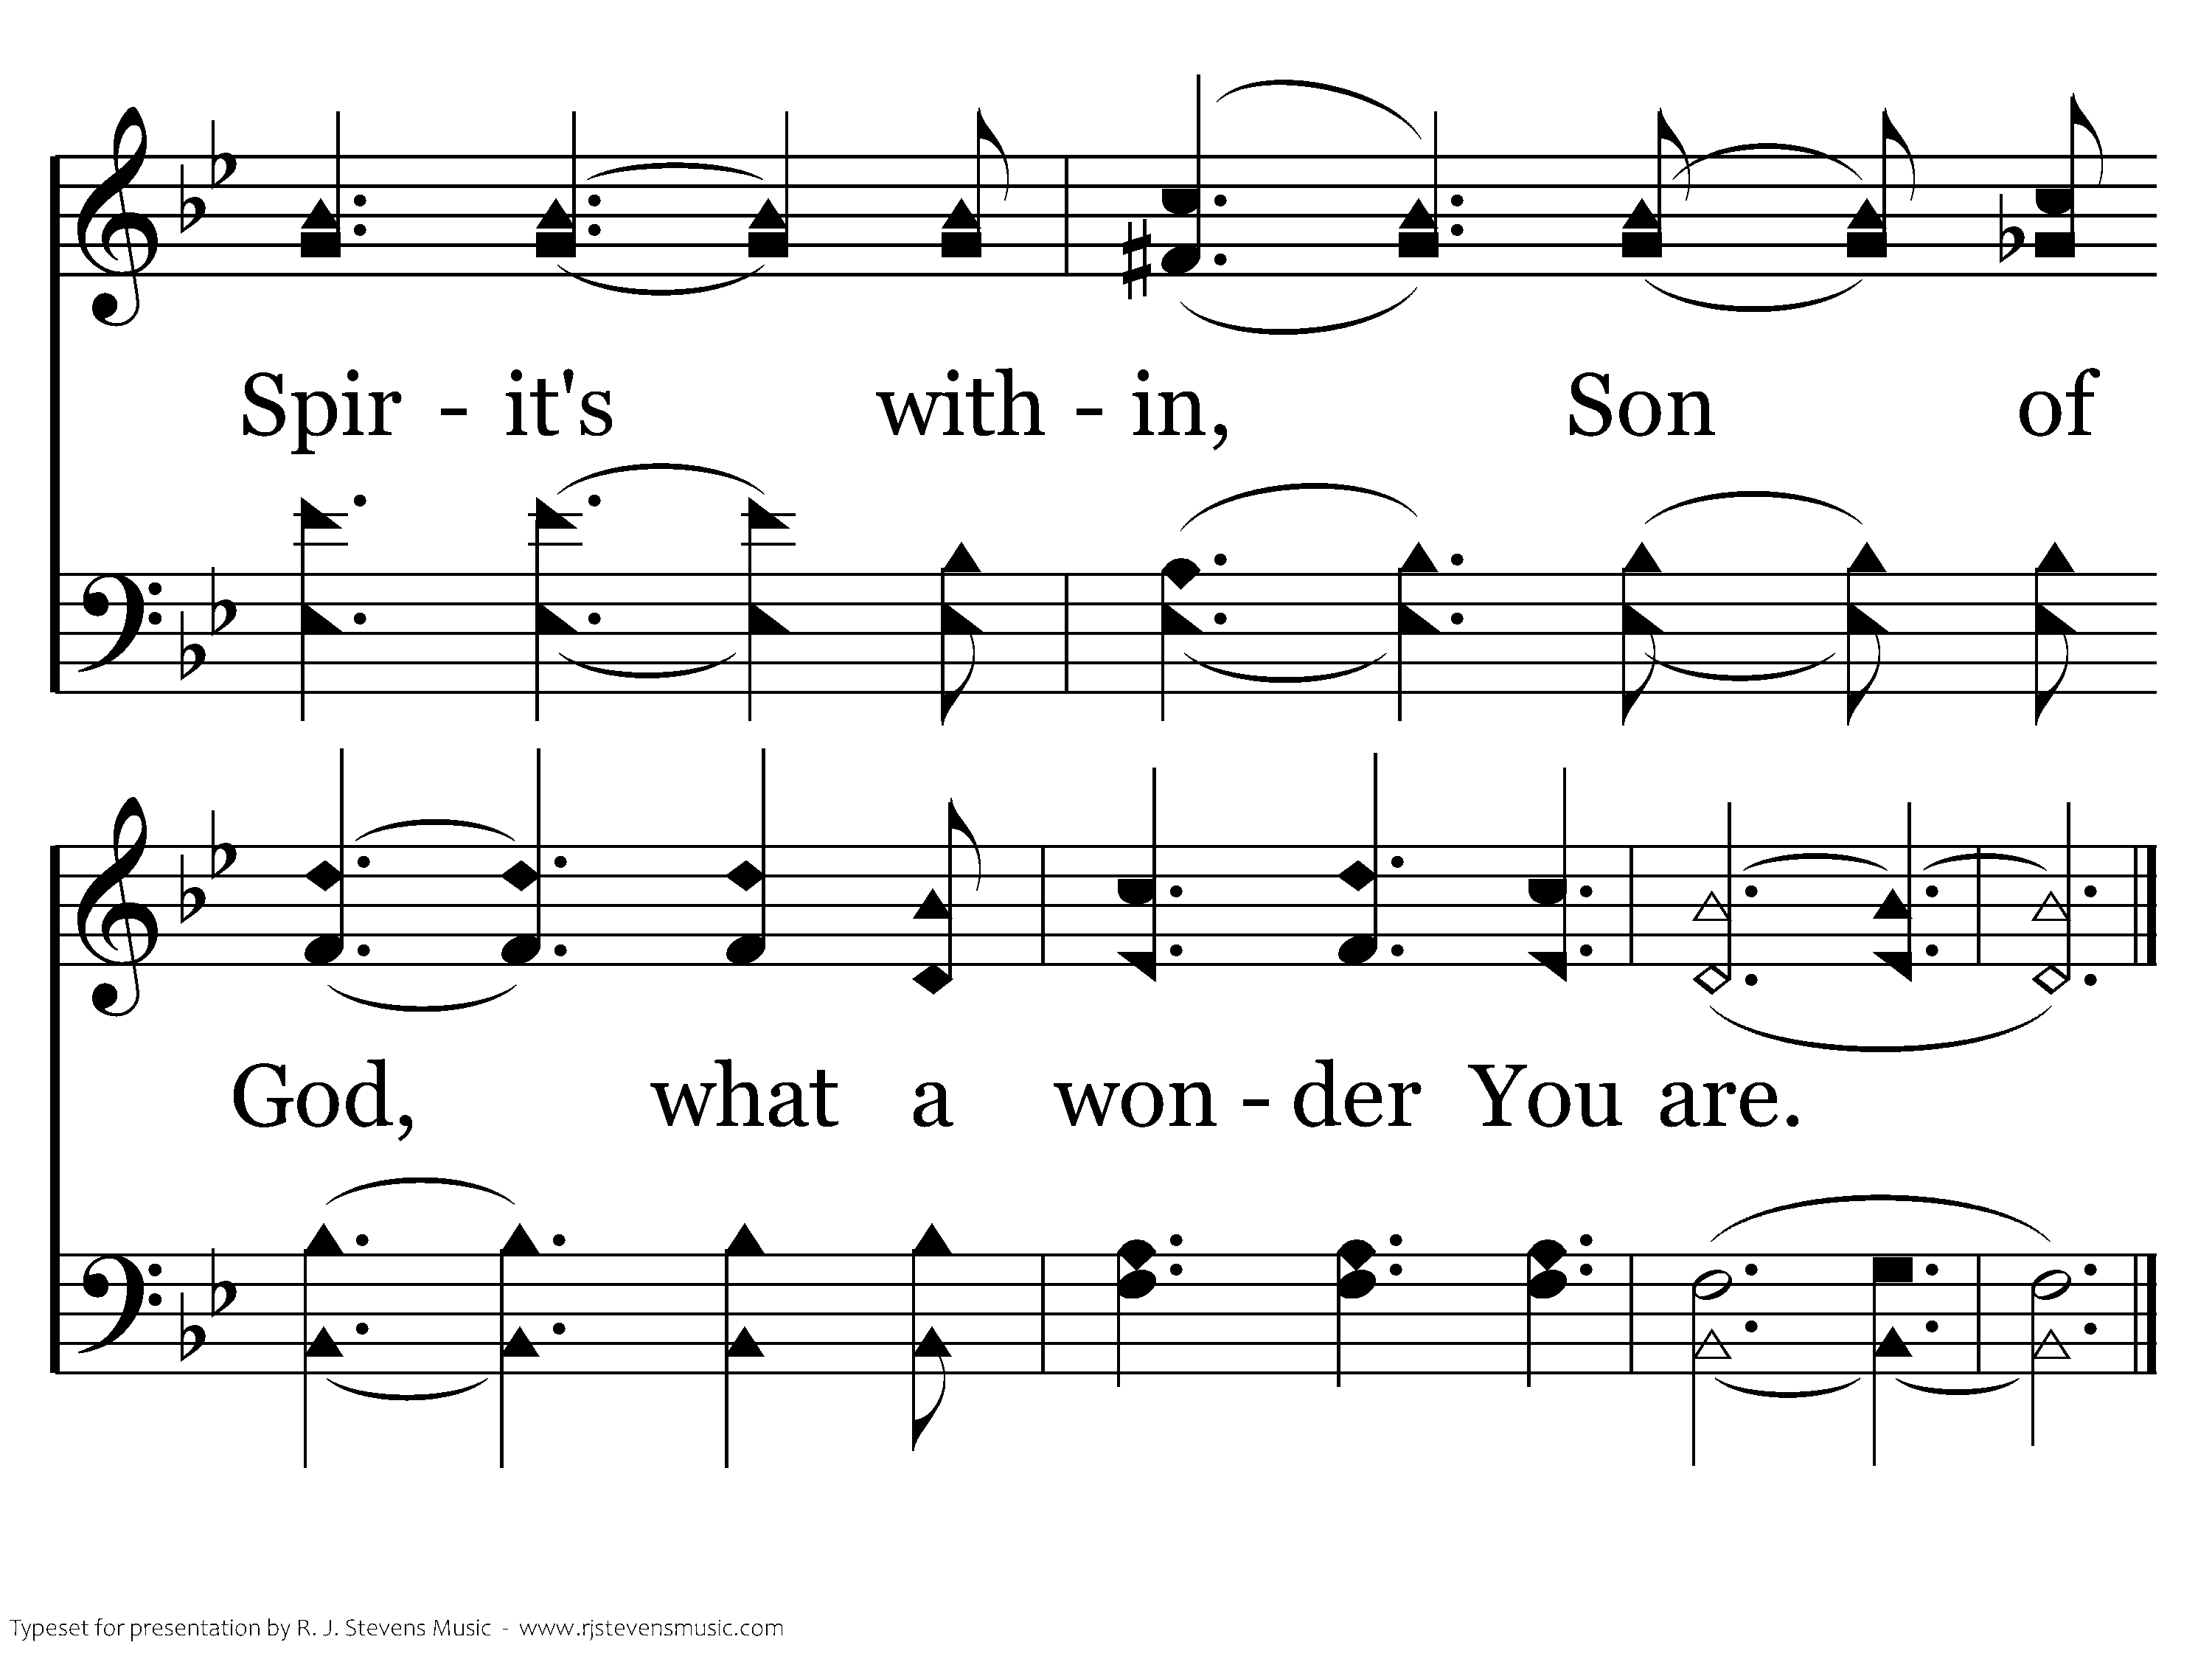 Spir - it's with - in, Son of
God, what a won - der You are.
Typeset for presentation by R. J. Stevens Music - www.rjstevensmusic.com